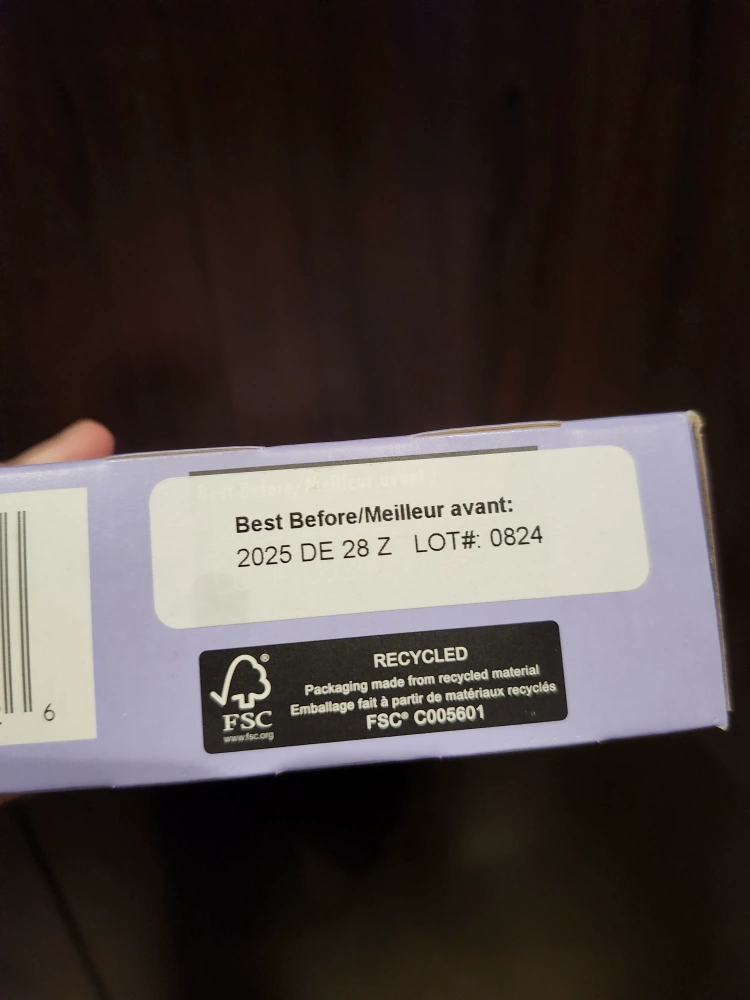 Best Before/Meilleur avant:
2025 DE 28 Z LOT#: 0824
6
FSC®
www.fsc.org
RECYCLED
Packaging made from recycled material
Emballage fait à partir de matériaux recyclés
FSC® C005601